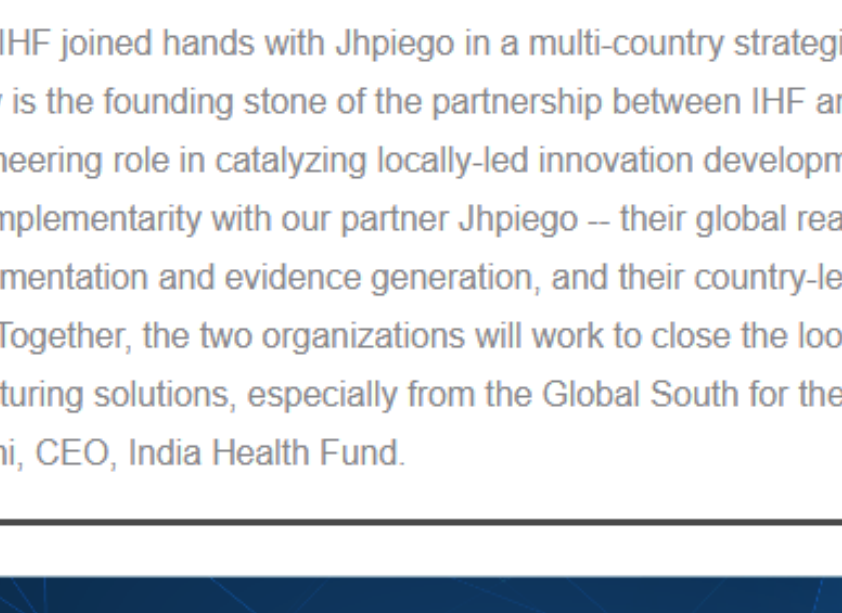 IHF joined hands with Jhpiego in a multi-country strategi
is the founding stone of the partnership between IHF ar
neering role in catalyzing locally-led innovation developm
mplementarity with our partner Jhpiego -- their global rea
mentation and evidence generation, and their country-le
Together, the two organizations will work to close the loo
turing solutions, especially from the Global South for the
ni, CEO, India Health Fund.